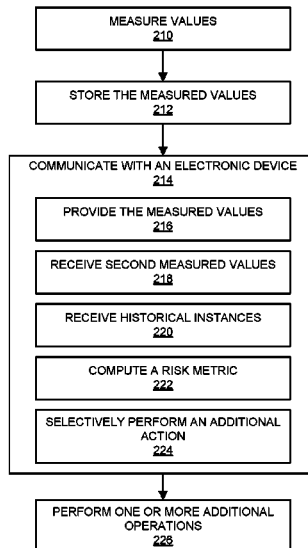 MEASURE VALUES
210
STORE THE MEASURED VALUES
212
COMMUNICATE WITH AN ELECTRONIC DEVICE
214
PROVIDE THE MEASURED VALUES
216
RECEIVE SECOND MEASURED VALUES
218
RECEIVE HISTORICAL INSTANCES
220
COMPUTE A RISK METRIC
222
SELECTIVELY PERFORM AN ADDITIONAL
ACTION
224
PERFORM ONE OR MORE ADDITIONAL
OPERATIONS
226